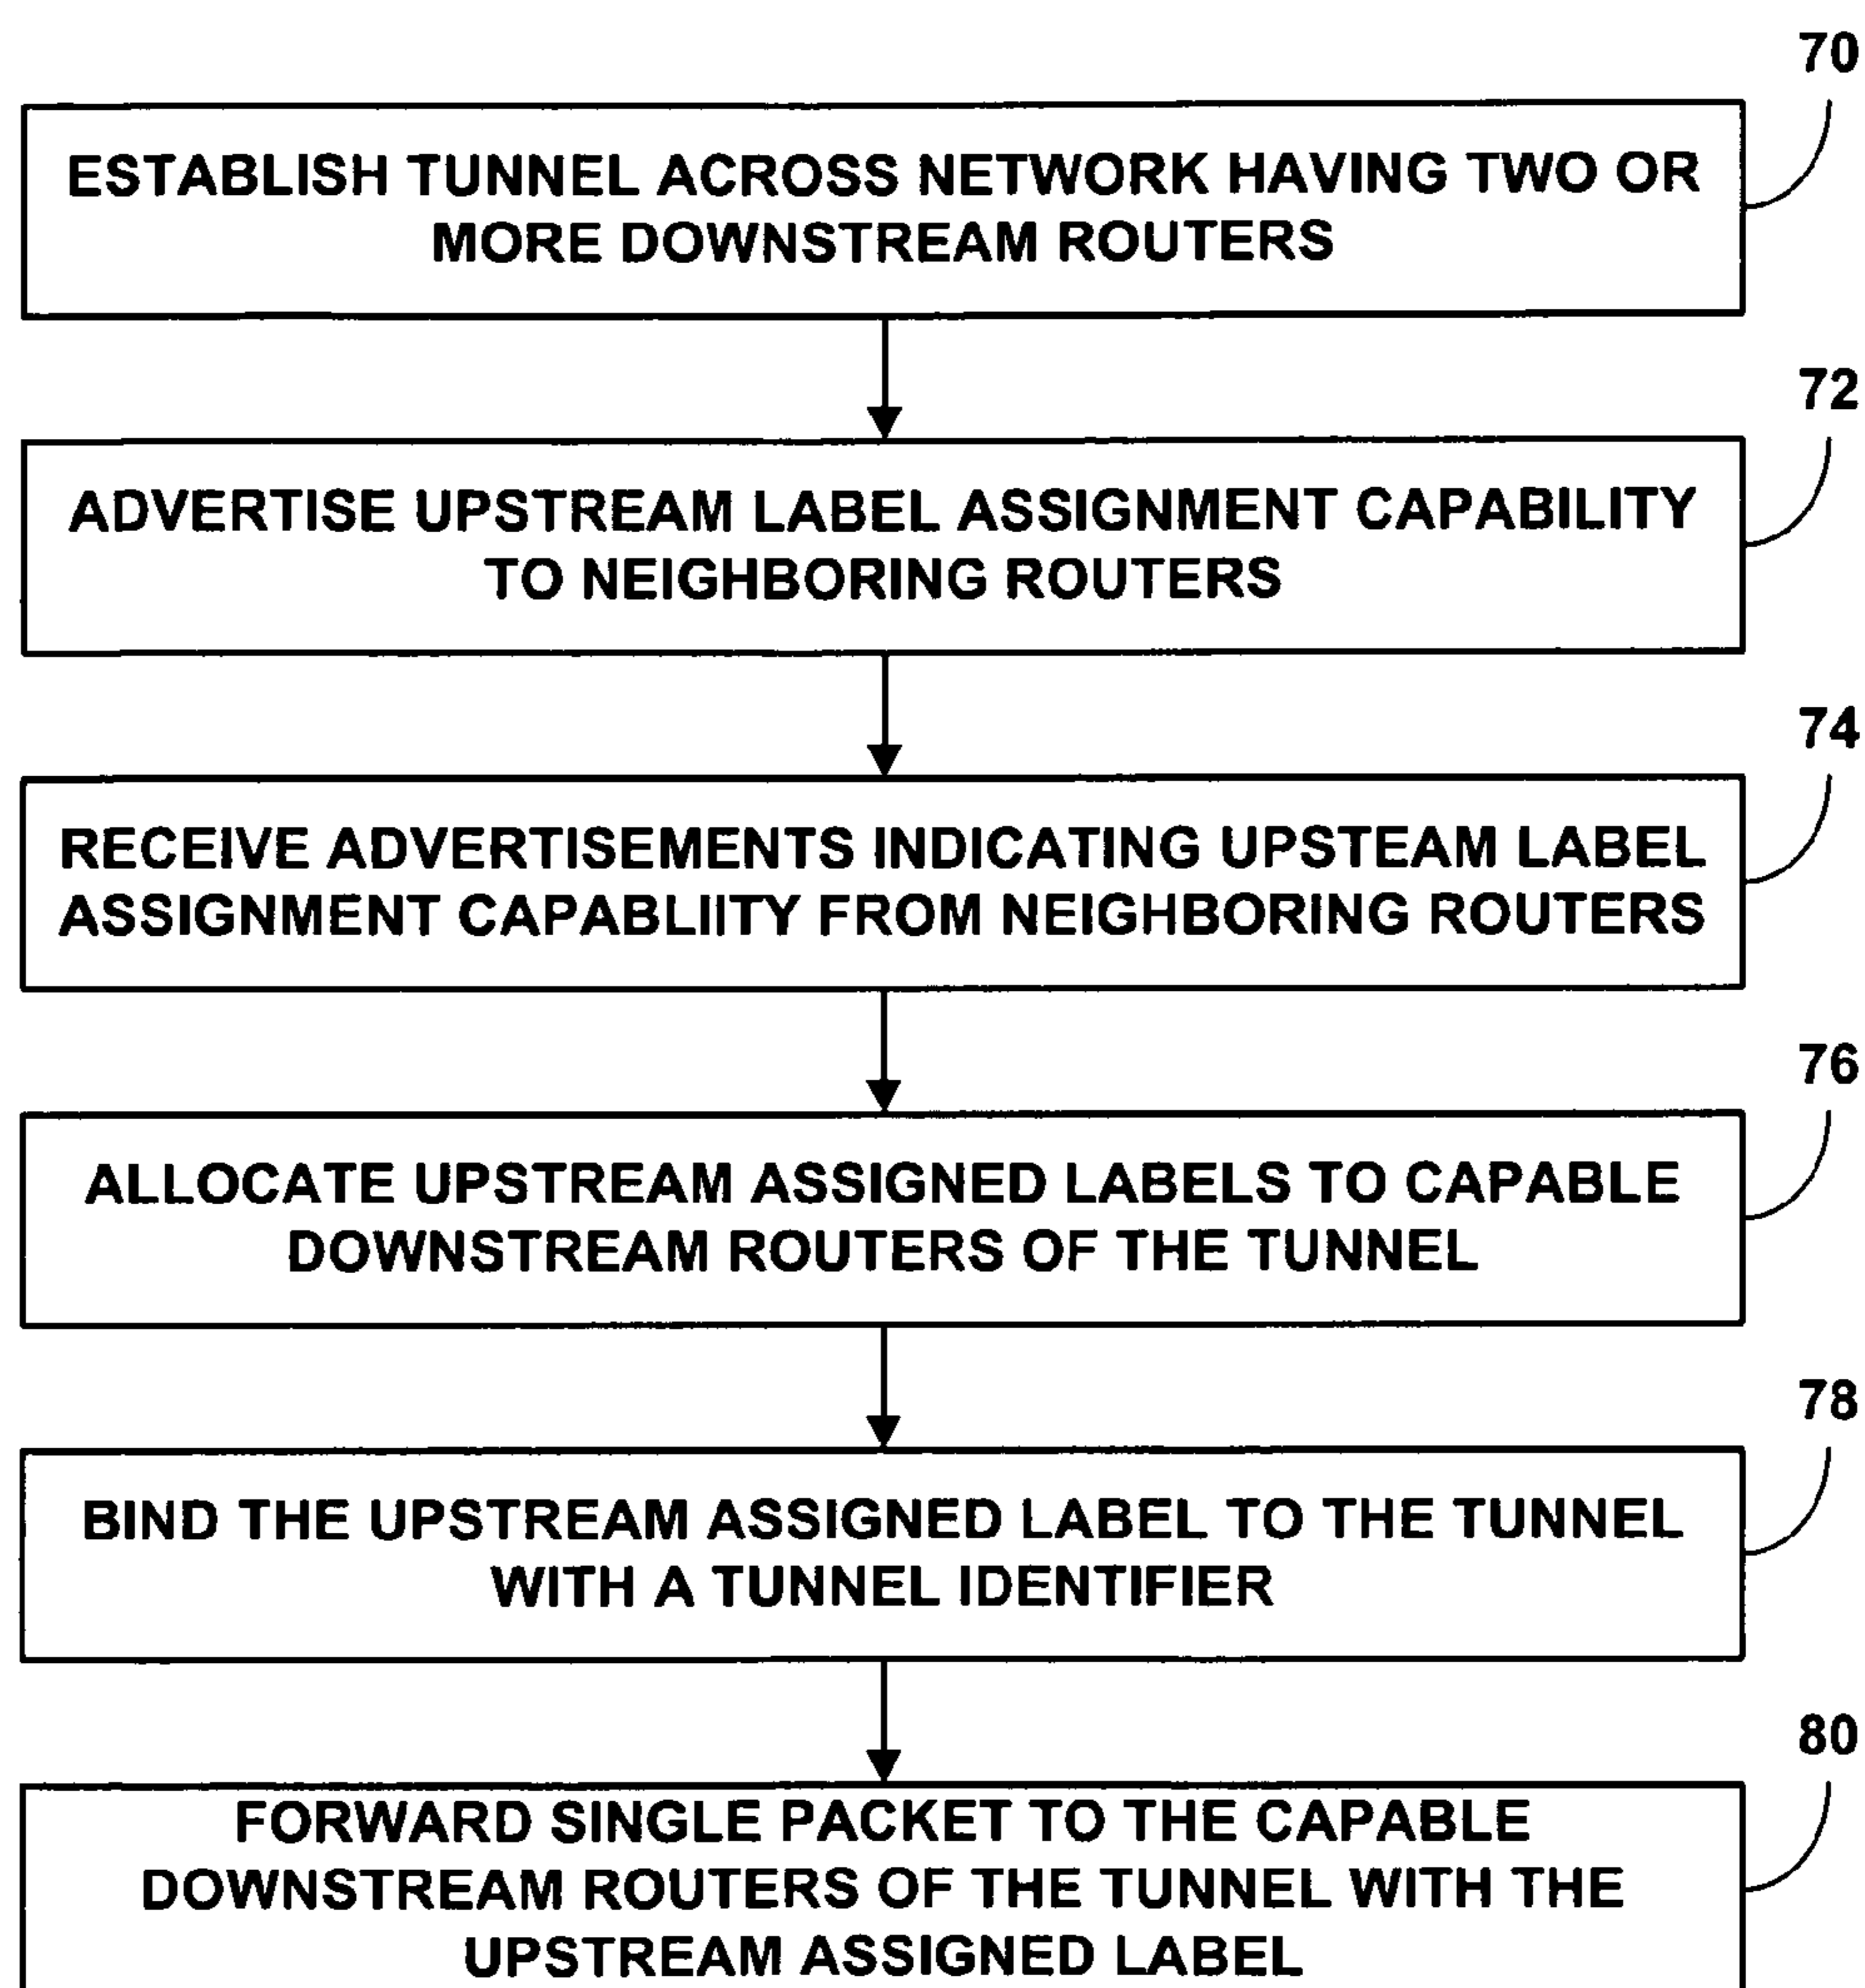 70
ESTABLISH TUNNEL ACROSS NETWORK HAVING TWO OR
MORE DOWNSTREAM ROUTERS
72
ADVERTISE UPSTREAM LABEL ASSIGNMENT CAPABILITY
TO NEIGHBORING ROUTERS
74
RECEIVE ADVERTISEMENTS INDICATING UPSTEAM LABEL
ASSIGNMENT CAPABLIITY FROM NEIGHBORING ROUTERS
76
ALLOCATE UPSTREAM ASSIGNED LABELS TO CAPABLE
DOWNSTREAM ROUTERS OF THE TUNNEL
78
BIND THE UPSTREAM ASSIGNED LABEL TO THE TUNNEL
WITH A TUNNEL IDENTIFIER
80
FORWARD SINGLE PACKET TO THE CAPABLE
DOWNSTREAM ROUTERS OF THE TUNNEL WITH THE
UPSTREAM ASSIGNED LABEL